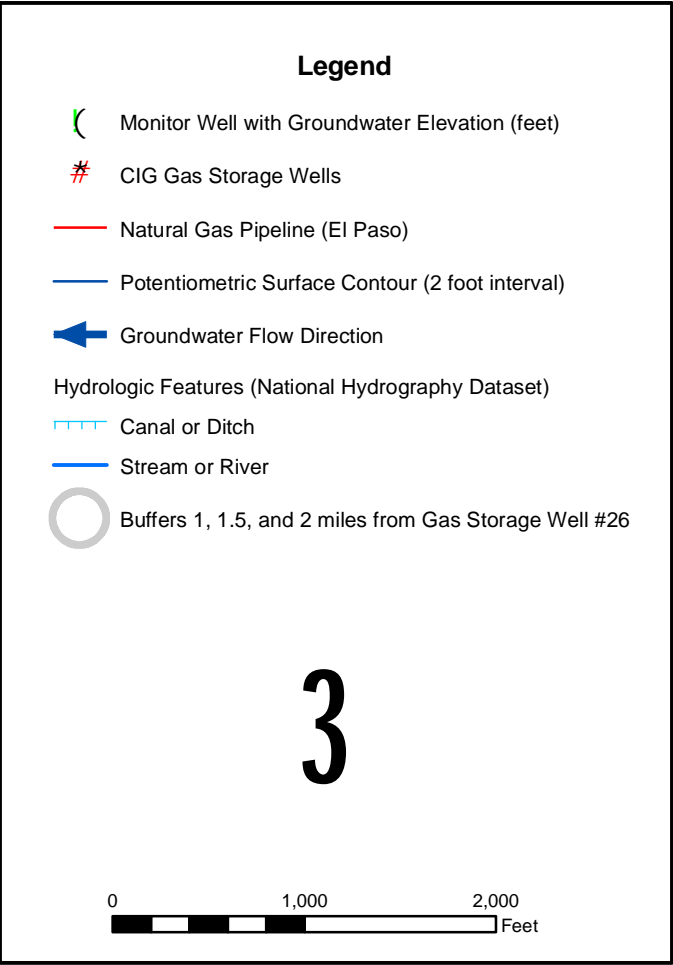 Legend
Monitor Well with Groundwater Elevation (feet)
CIG Gas Storage Wells
Natural Gas Pipeline (El Paso)
Potentiometric Surface Contour (2 foot interval)
Groundwater Flow Direction
Hydrologic Features (National Hydrography Dataset)
Canal or Ditch
Stream or River
Buffers 1, 1.5, and 2 miles from Gas Storage Well #26
3
0 1,000 2,000
Feet